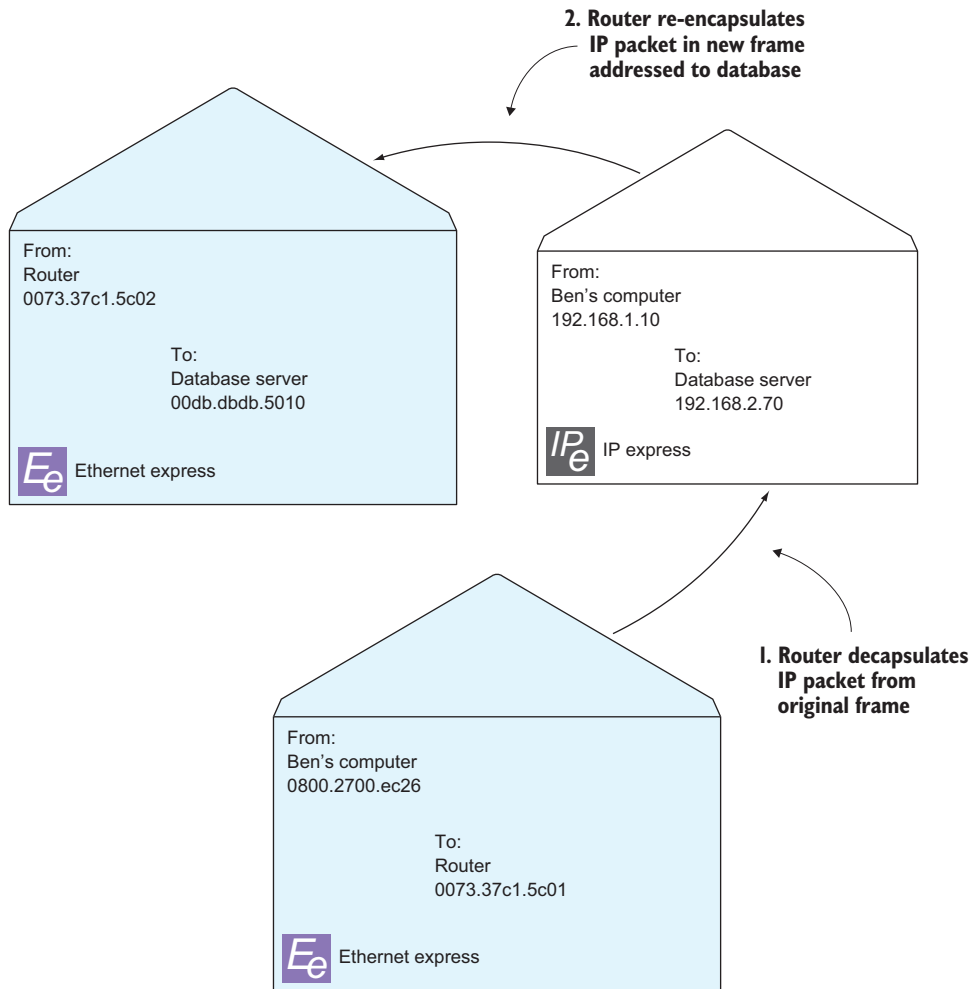 2. Router re-encapsulates
IP packet in new frame
addressed to database
From:
Router
0073.37c1.5c02
To:
Database server
00db.dbdb.5010
Ee Ethernet express
From:
Ben's computer
192.168.1.10
To:
Database server
192.168.2.70
IPe IP express
1. Router decapsulates
IP packet from
original frame
From:
Ben's computer
0800.2700.ec26
To:
Router
0073.37c1.5c01
Ee Ethernet express